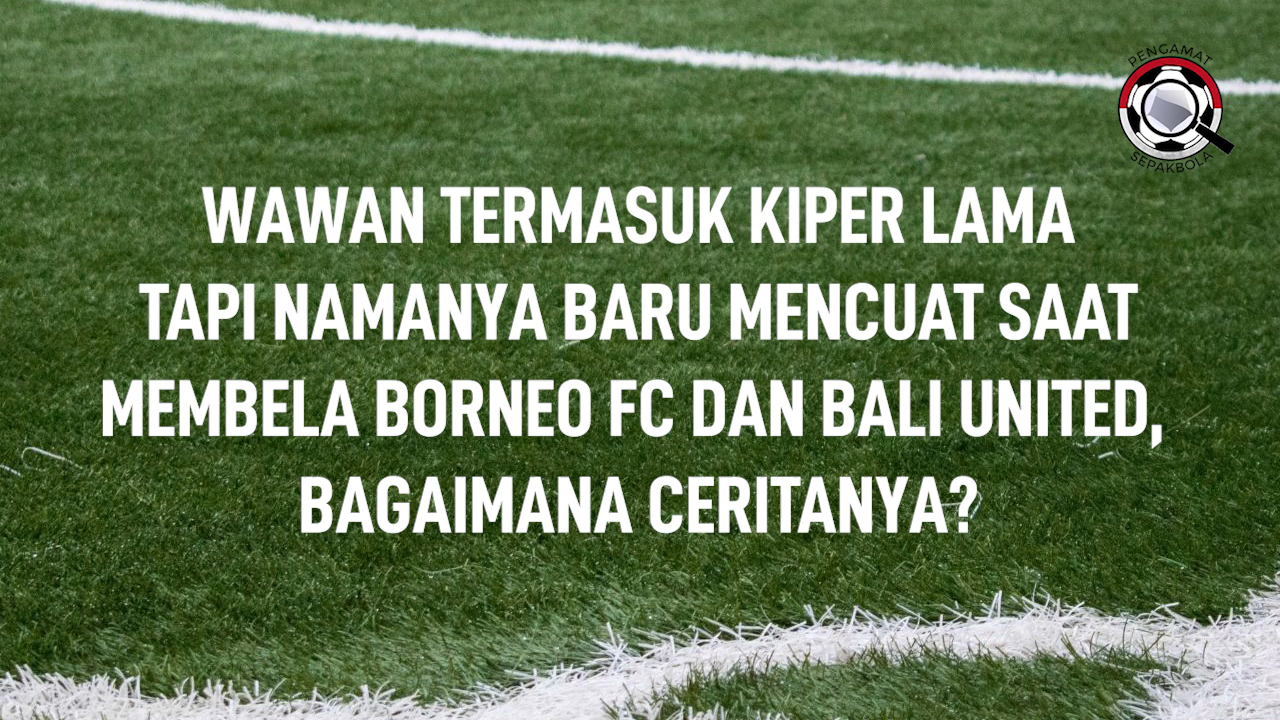 PENGAMAT
SEPAKBOLA
WAWAN TERMASUK KIPER LAMA
TAPI NAMANYA BARU MENCUAT SAAT
MEMBELA BORNEO FC DAN BALI UNITED,
BAGAIMANA CERITANYA?